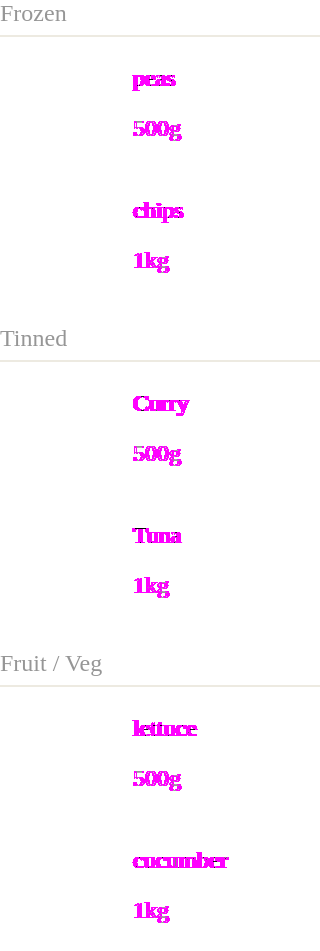 Frozen
peas
500g
chips
1kg
Tinned
Curry
500g
Tuna
1kg
Fruit / Veg
lettuce
500g
cucumber
1kg